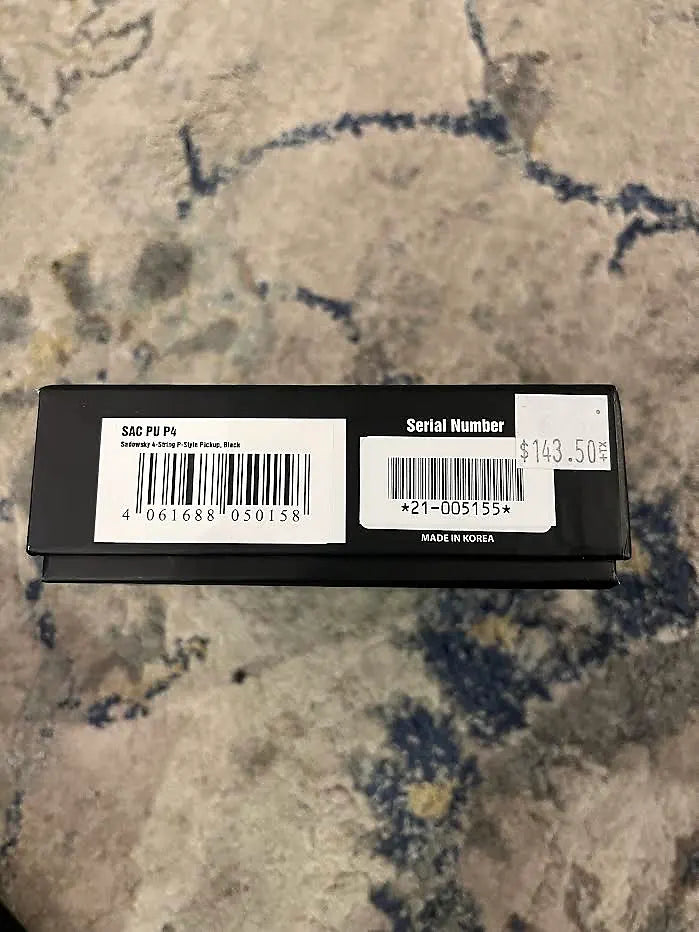 SAC PU P4
Sadowsky 4-String P-Style Pickup, Black
4 061688 050158
Serial Number
*21-005155*
MADE IN KOREA
$143.50
+TX